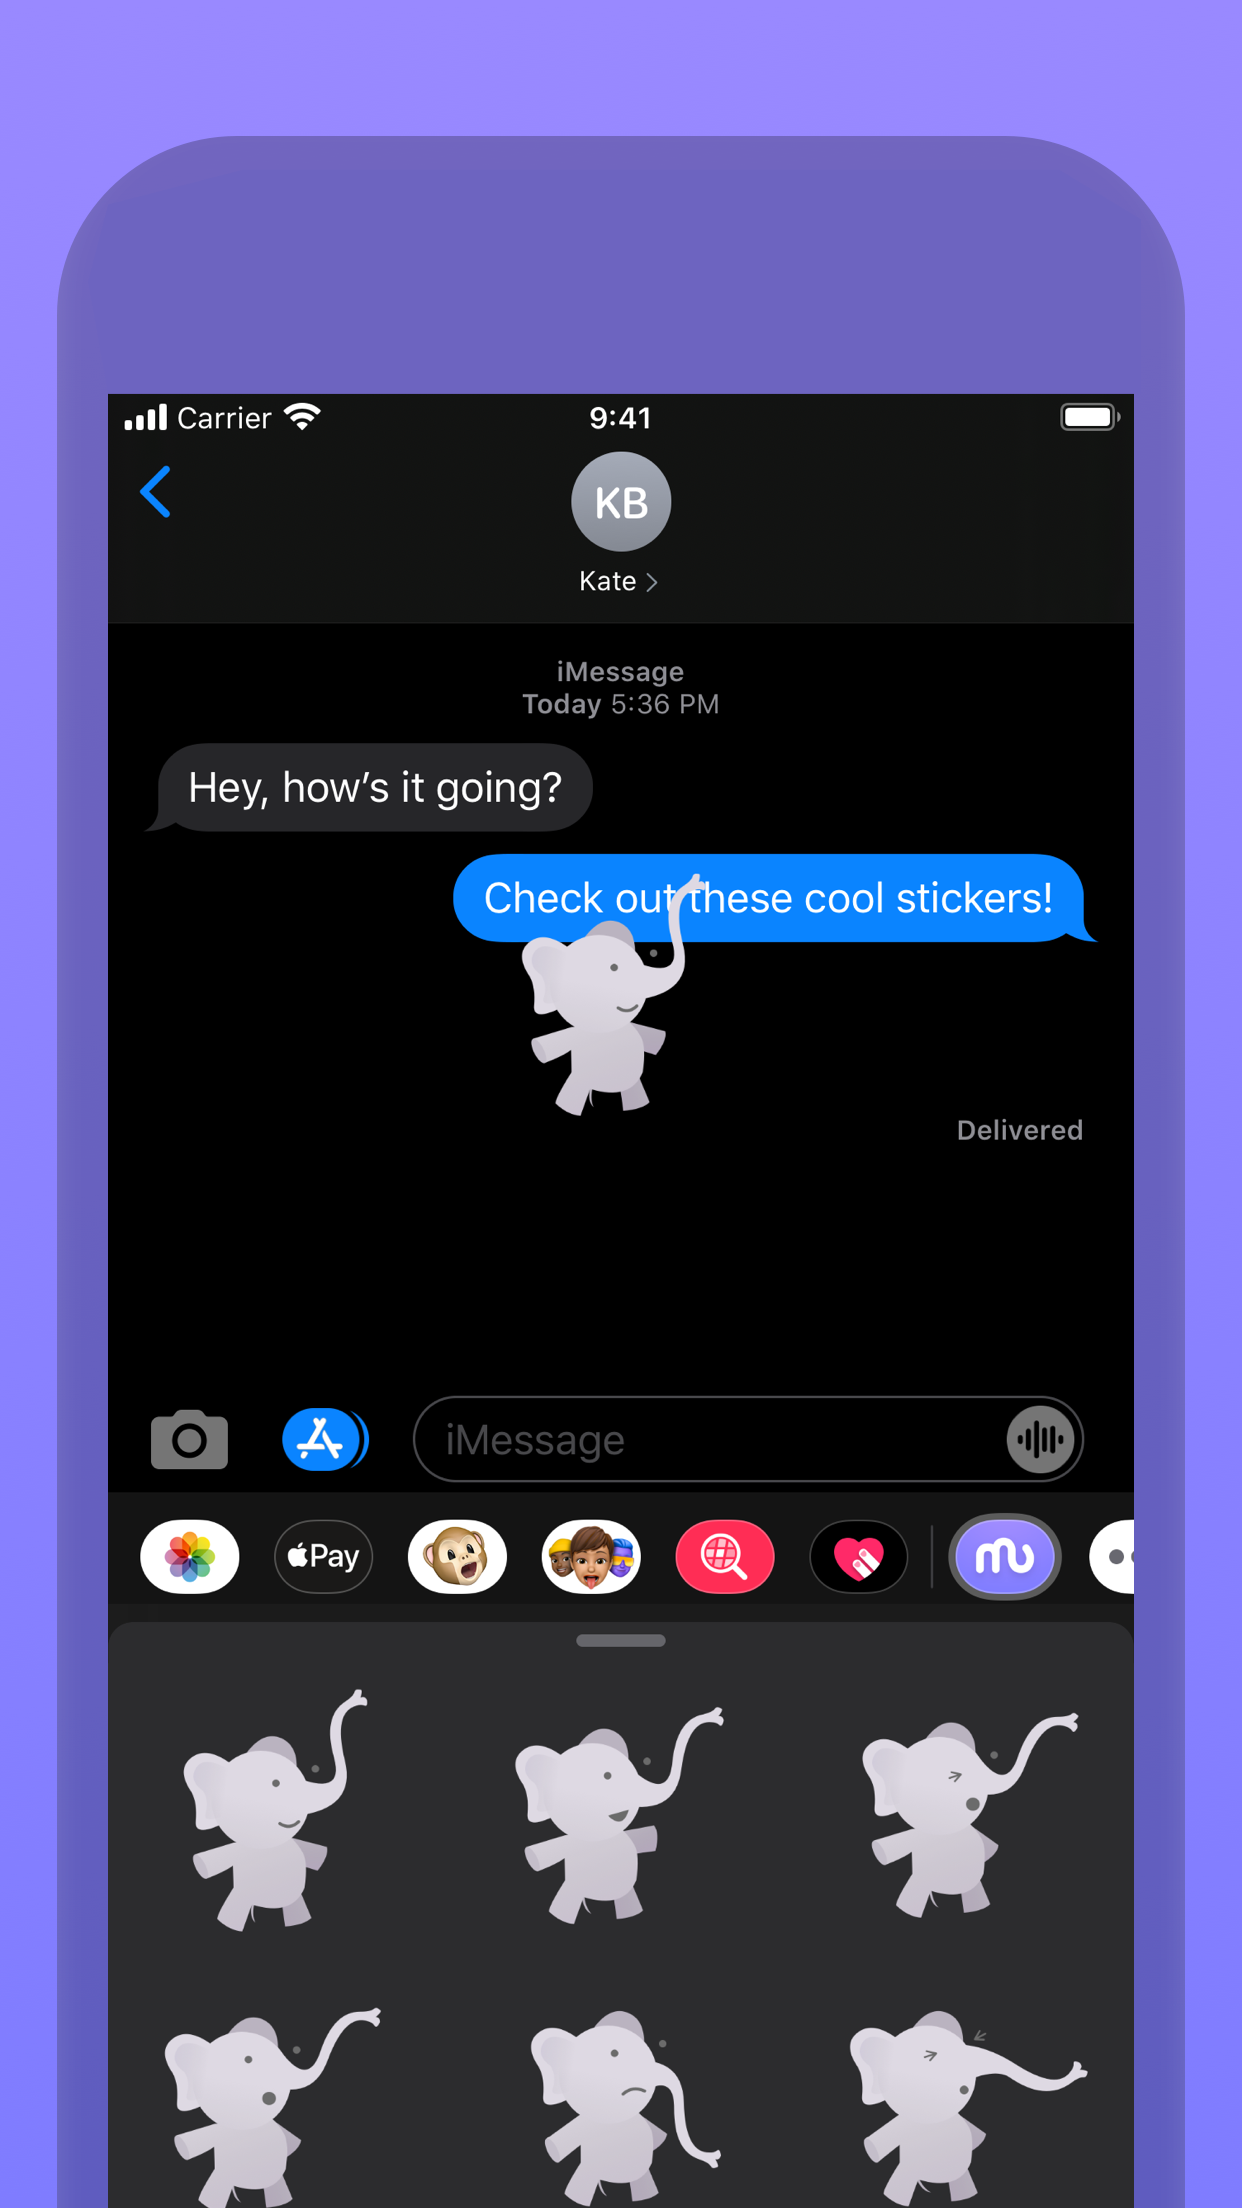 Carrier
9:41
KB
Kate
iMessage
Today 5:36 PM
Hey, how’s it going?
Check out these cool stickers!
Delivered
iMessage
Pay